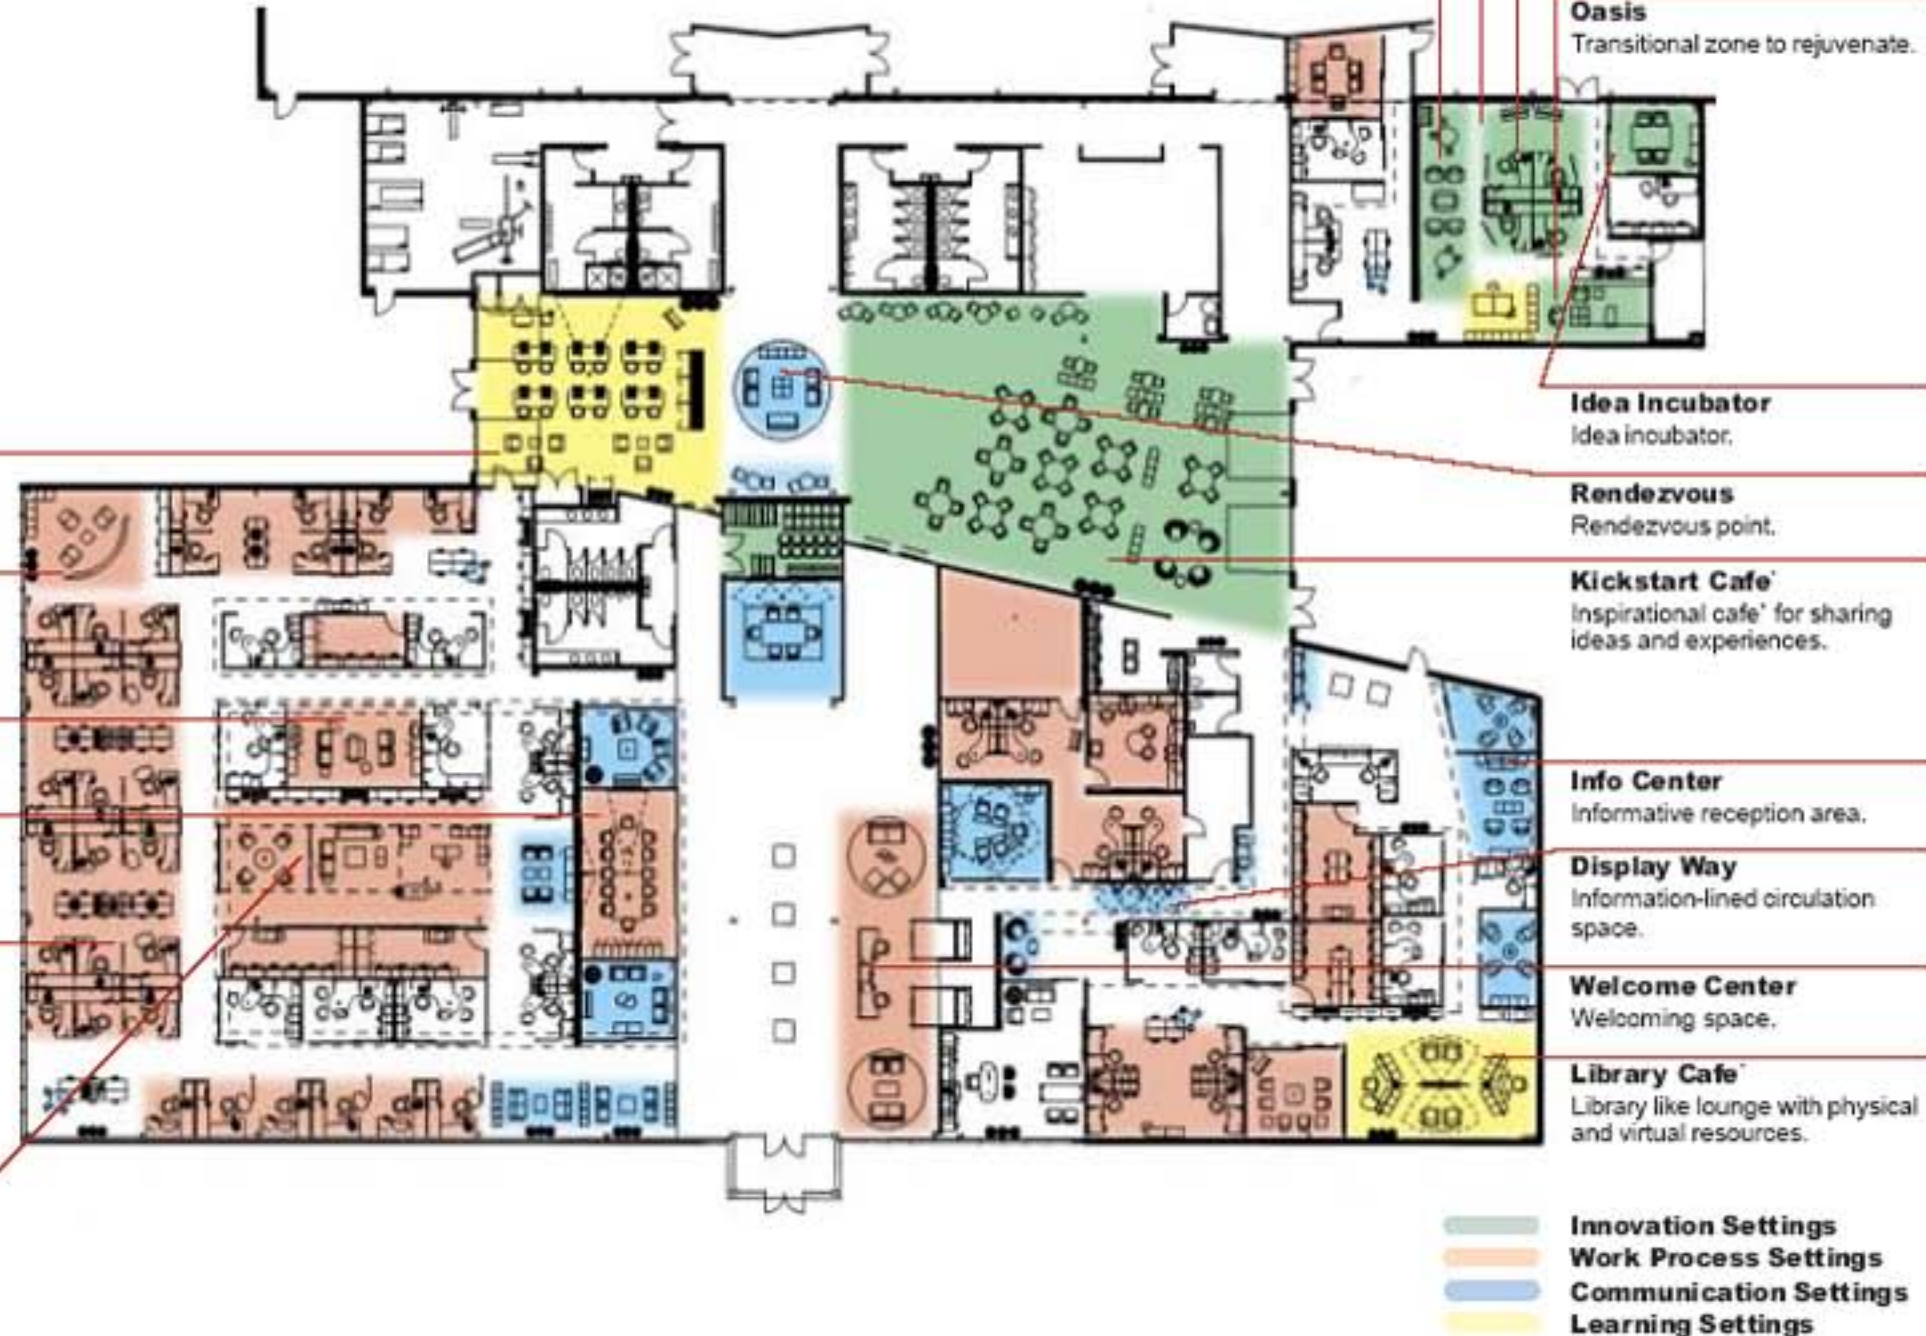 Oasis
Transitional zone to rejuvenate.
Idea Incubator
Idea incubator.
Rendezvous
Rendezvous point.
Kickstart Cafe'
Inspirational cafe' for sharing
ideas and experiences.
Info Center
Informative reception area.
Display Way
Information-lined circulation
space.
Welcome Center
Welcoming space.
Library Cafe'
Library like lounge with physical
and virtual resources.
Innovation Settings
Work Process Settings
Communication Settings
Learning Settings